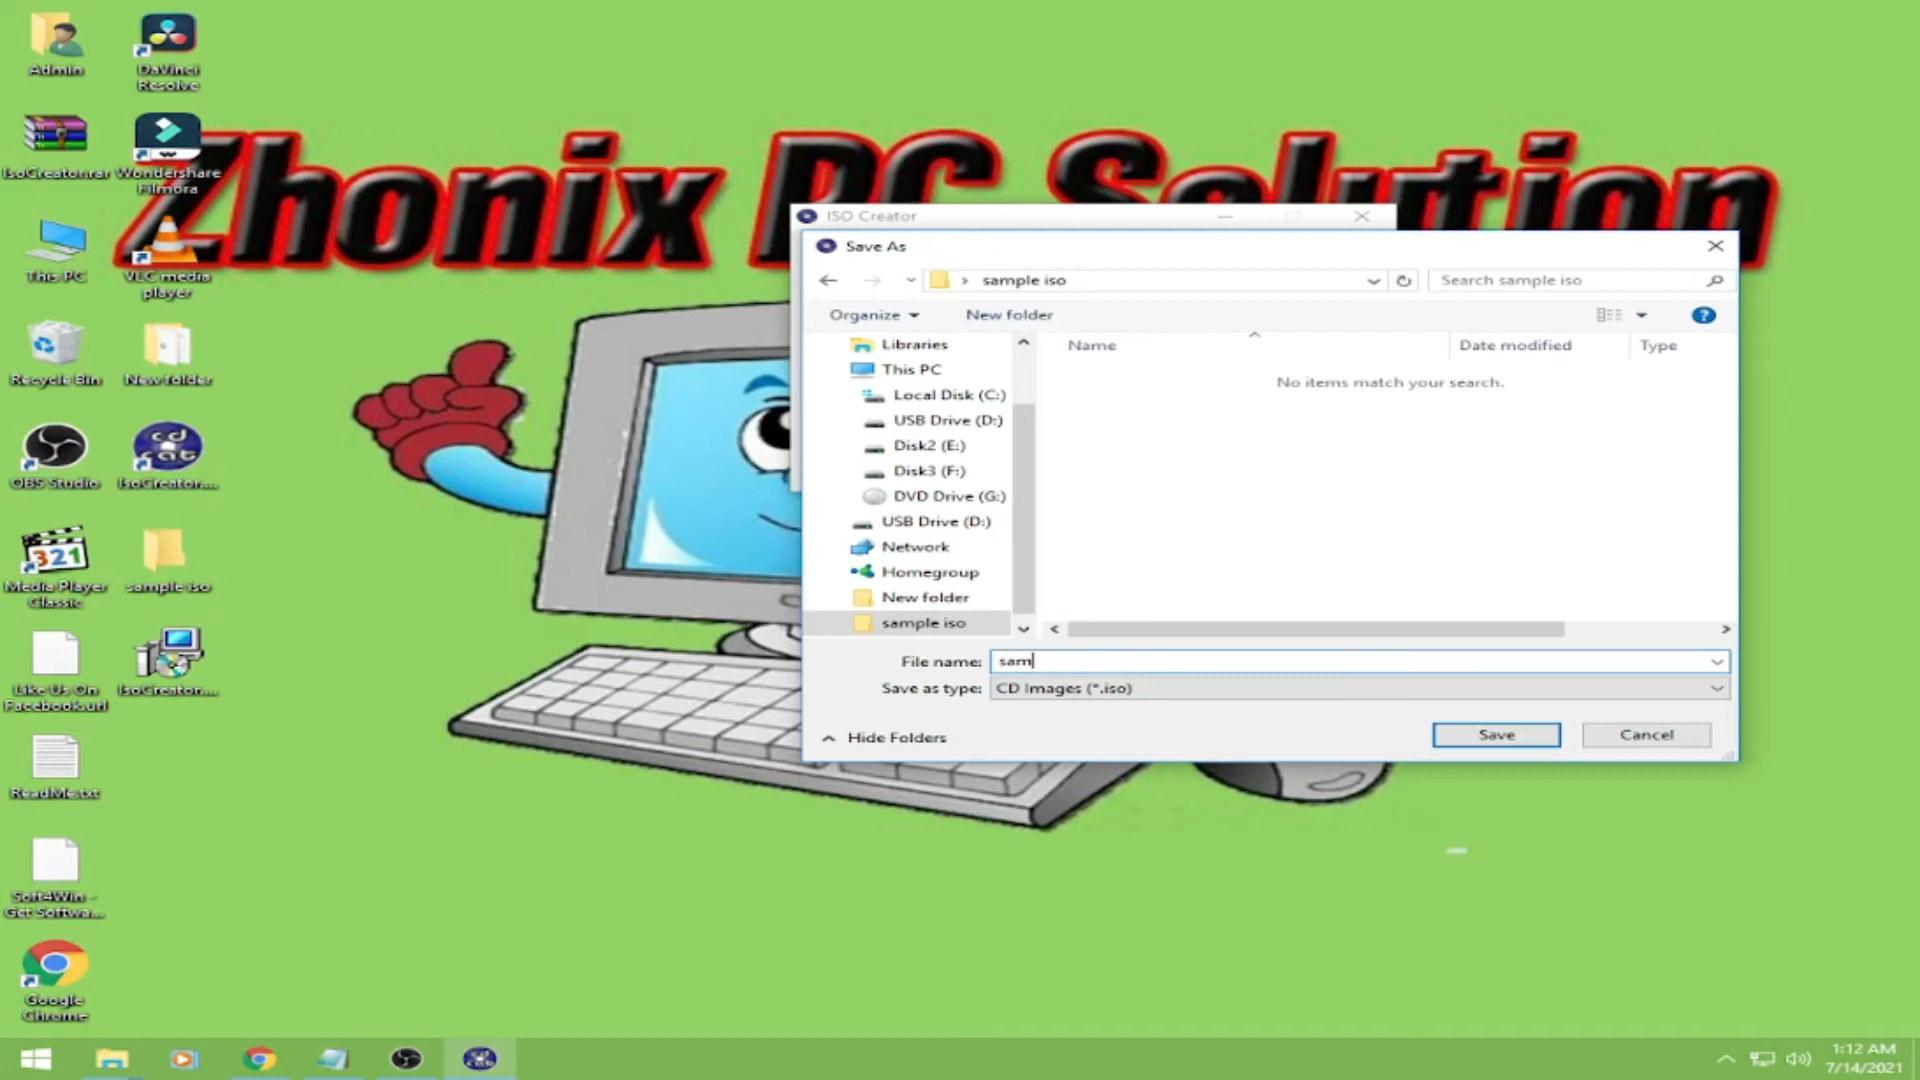 Admin
DaVinci
Resolve
IsoCreator.rar
Wondershare
Filmora
Zhonix PC Solution
This PC
VLC media
player
Recycle Bin
New folder
OBS Studio
cd
cat
IsoCreator....
321
Media Player
Classic
sample iso
Like Us On
Facebook.url
IsoCreator....
ReadMe.txt
Soft4Win -
Get Softwa...
Google
Chrome
ISO Creator
Save As
sample iso
Search sample iso
Organize
New folder
?
Name
Date modified
Type
No items match your search.
Libraries
This PC
Local Disk (C:)
USB Drive (D:)
Disk2 (E:)
Disk3 (F:)
DVD Drive (G:)
USB Drive (D:)
Network
Homegroup
New folder
sample iso
File name: sam
Save as type: CD Images (*.iso)
Hide Folders
Save
Cancel
1:12 AM
7/14/2021